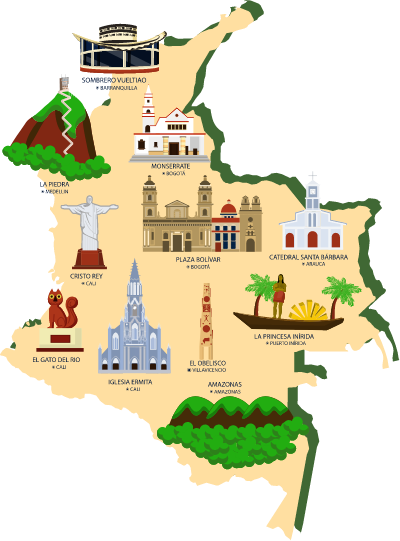 SOMBRERO VUELTIAO
* BARRANQUILLA
MONSERRATE
* BOGOTÁ
LA PIEDRA
* MEDELLIN
PLAZA BOLÍVAR
* BOGOTÁ
CATEDRAL SANTA BÁRBARA
* ARAUCA
CRISTO REY
* CALI
LA PRINCESA INÍRIDA
* PUERTO INÍRIDA
EL GATO DEL RIO
* CALI
EL OBELISCO
* VILLAVICENCIO
IGLESIA ERMITA
* CALI
AMAZONAS
* AMAZONAS